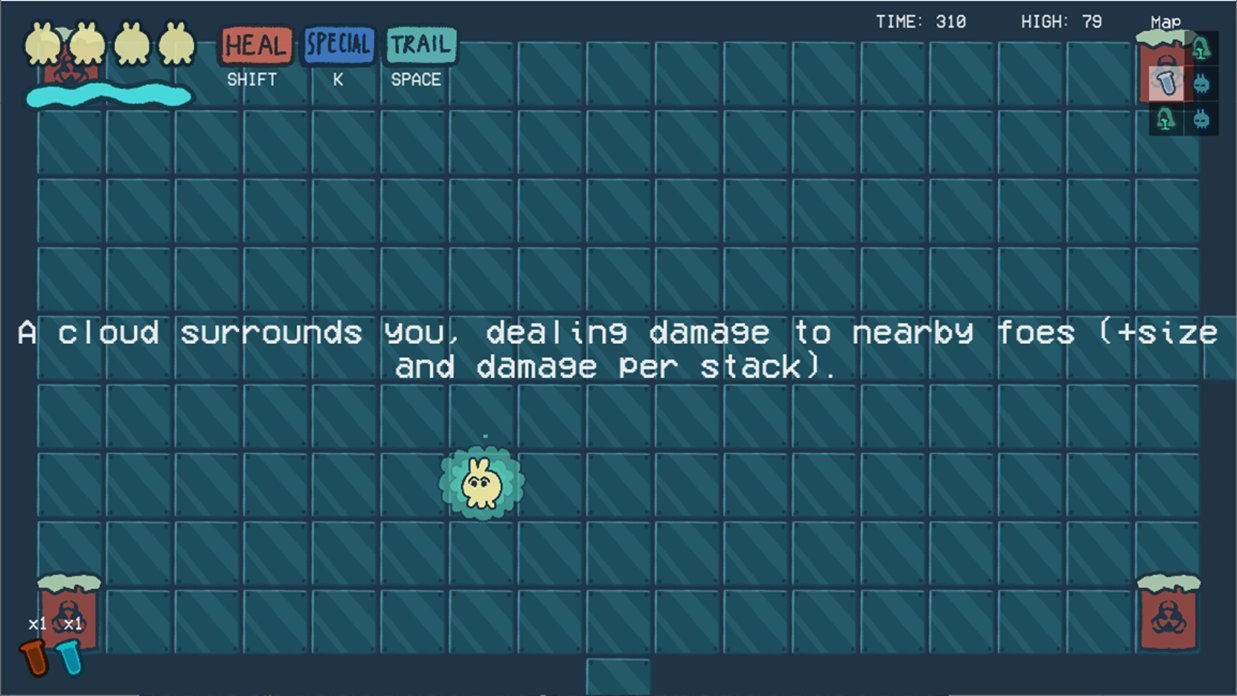 TIME: 310 HIGH: 79 Map
HEAL SPECIAL TRAIL
SHIFT K SPACE
A cloud surrounds you, dealing damage to nearby foes (+size
and damage per stack).
x1 x1